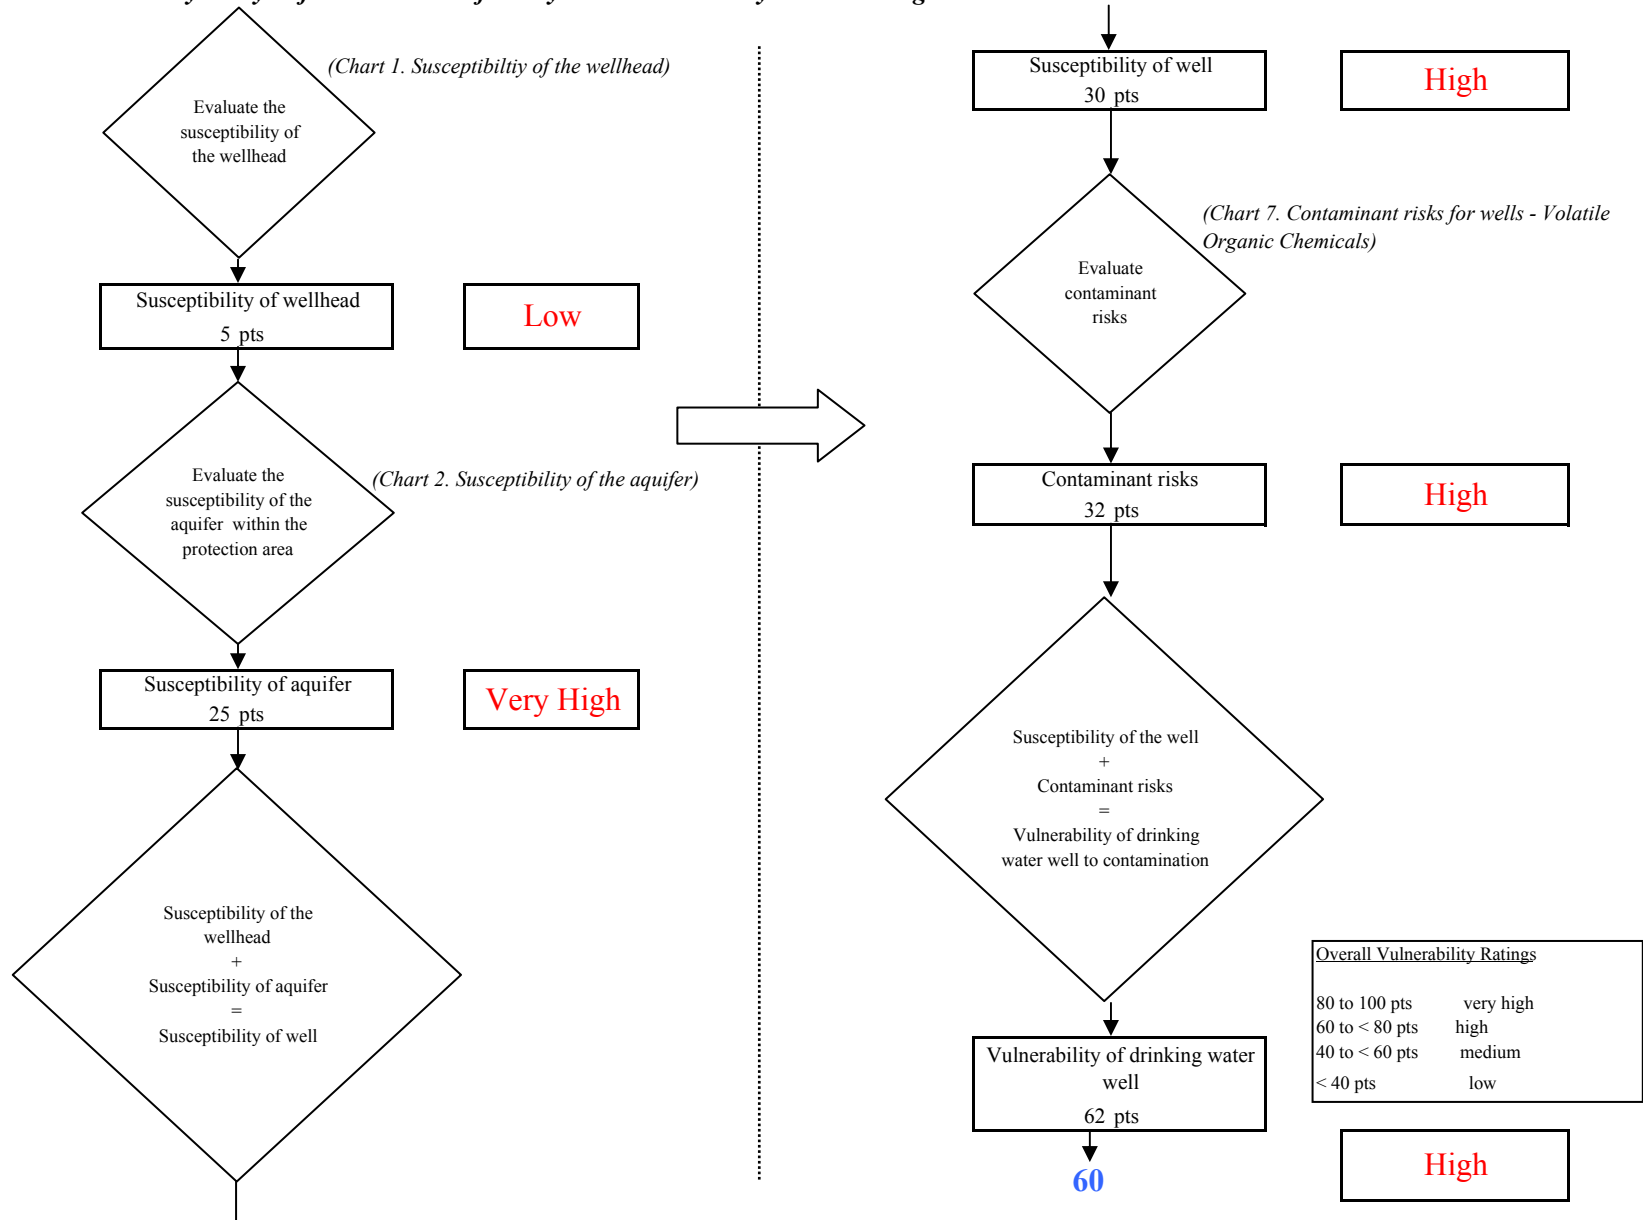 (Chart 1. Susceptibiltiy of the wellhead)
Evaluate the
susceptibility of
the wellhead
Susceptibility of wellhead
5 pts
Low
Evaluate the
susceptibility of the
aquifer within the
protection area
(Chart 2. Susceptibility of the aquifer)
Susceptibility of aquifer
25 pts
Very High
Susceptibility of the
wellhead
+
Susceptibility of aquifer
=
Susceptibility of well
Susceptibility of well
30 pts
High
(Chart 7. Contaminant risks for wells - Volatile
Organic Chemicals)
Evaluate
contaminant
risks
Contaminant risks
32 pts
High
Susceptibility of the well
+
Contaminant risks
=
Vulnerability of drinking
water well to contamination
Overall Vulnerability Ratings
80 to 100 pts very high
60 to < 80 pts high
40 to < 60 pts medium
< 40 pts low
Vulnerability of drinking water
well
62 pts
60
High